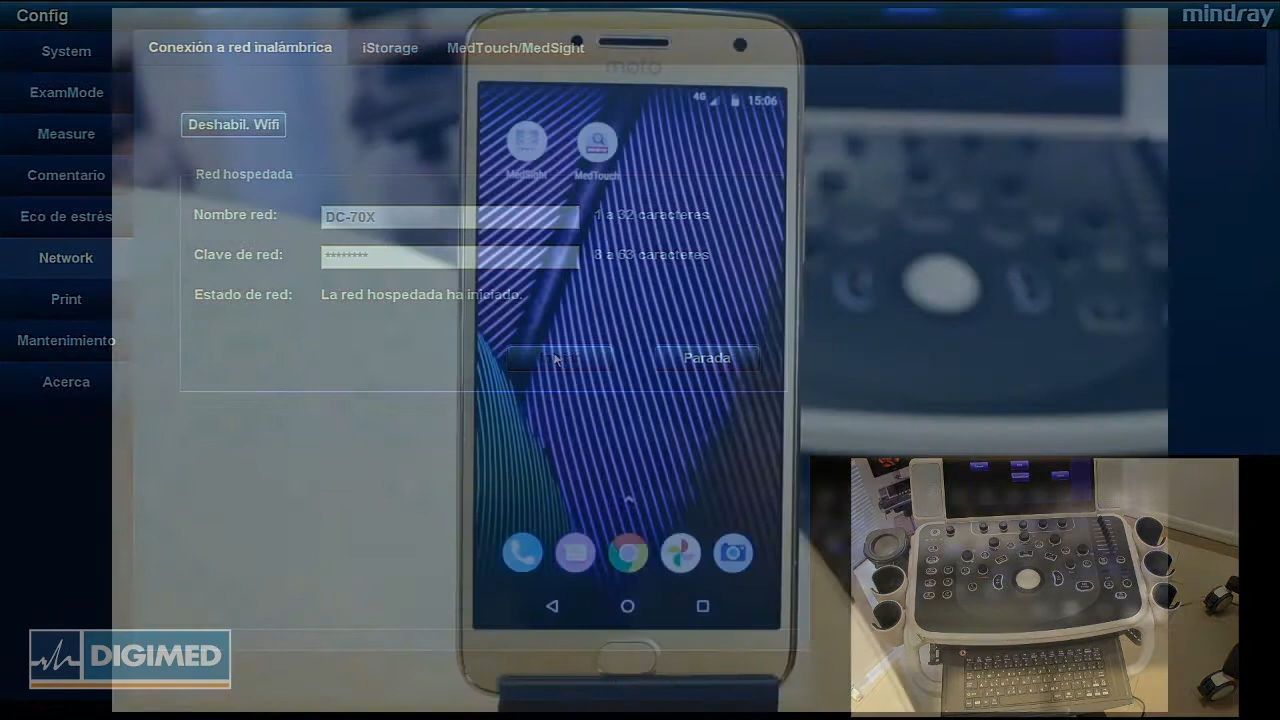 Config
mindray
System
ExamMode
Measure
Comentario
Eco de estrés
Network
Print
Mantenimiento
Acerca
Conexión a red inalámbrica
iStorage
MedTouch/MedSight
Deshabil. Wifi
Red hospedada
Nombre red:
DC-70X
1 a 32 caracteres
Clave de red:
********
8 a 63 caracteres
Estado de red:
La red hospedada ha iniciado.
Parada
moto
4G
15:06
MedSight
MedTouch
DIGIMED